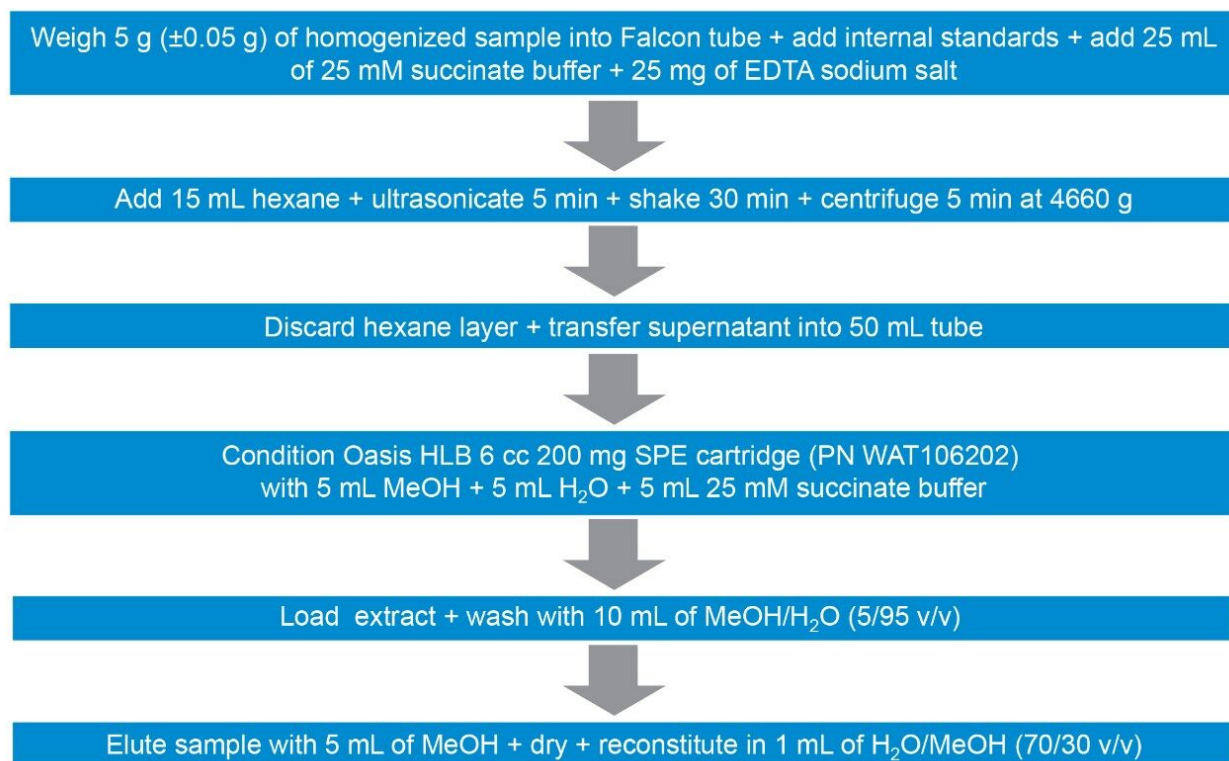 Weigh 5 g (±0.05 g) of homogenized sample into Falcon tube + add internal standards + add 25 mL
of 25 mM succinate buffer + 25 mg of EDTA sodium salt
Add 15 mL hexane + ultrasonicate 5 min + shake 30 min + centrifuge 5 min at 4660 g
Discard hexane layer + transfer supernatant into 50 mL tube
Condition Oasis HLB 6 cc 200 mg SPE cartridge (PN WAT106202)
with 5 mL MeOH + 5 mL H₂O + 5 mL 25 mM succinate buffer
Load extract + wash with 10 mL of MeOH/H₂O (5/95 v/v)
Elute sample with 5 mL of MeOH + dry + reconstitute in 1 mL of H₂O/MeOH (70/30 v/v)